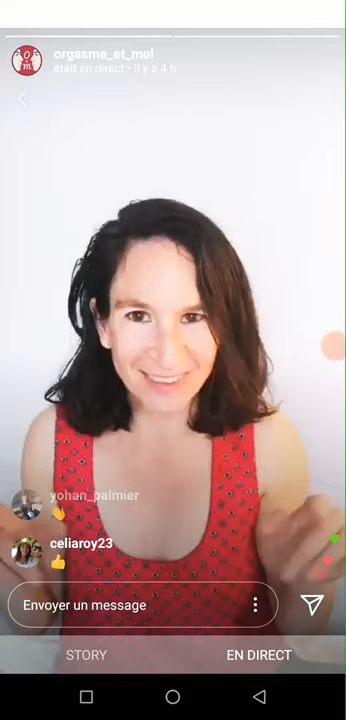 orgasme_et_moi
était en direct • il y a 4 h
yohan_palmier
👋
celiaroy23
👍
Envoyer un message
STORY EN DIRECT